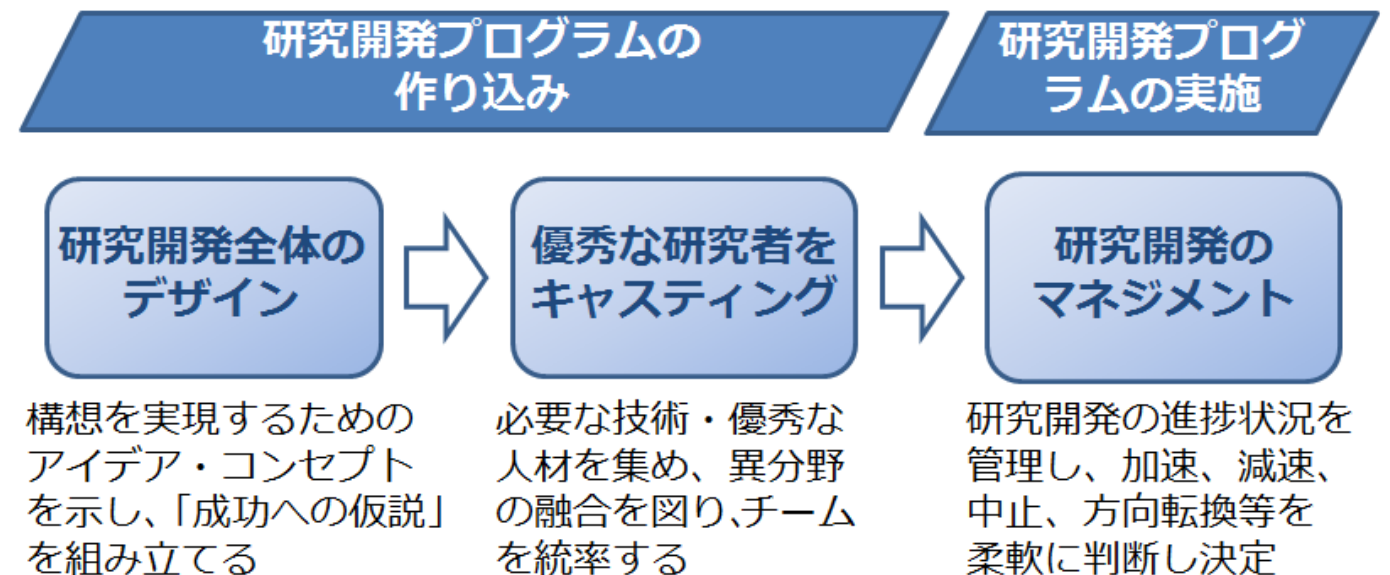 研究開発プログラムの
作り込み
研究開発プログ
ラムの実施
研究開発全体の
デザイン
優秀な研究者を
キャスティング
研究開発の
マネジメント
構想を実現するための
アイデア・コンセプト
を示し、「成功への仮説」
を組み立てる
必要な技術・優秀な
人材を集め、異分野
の融合を図り、チーム
を統率する
研究開発の進捗状況を
管理し、加速、減速、
中止、方向転換等を
柔軟に判断し決定